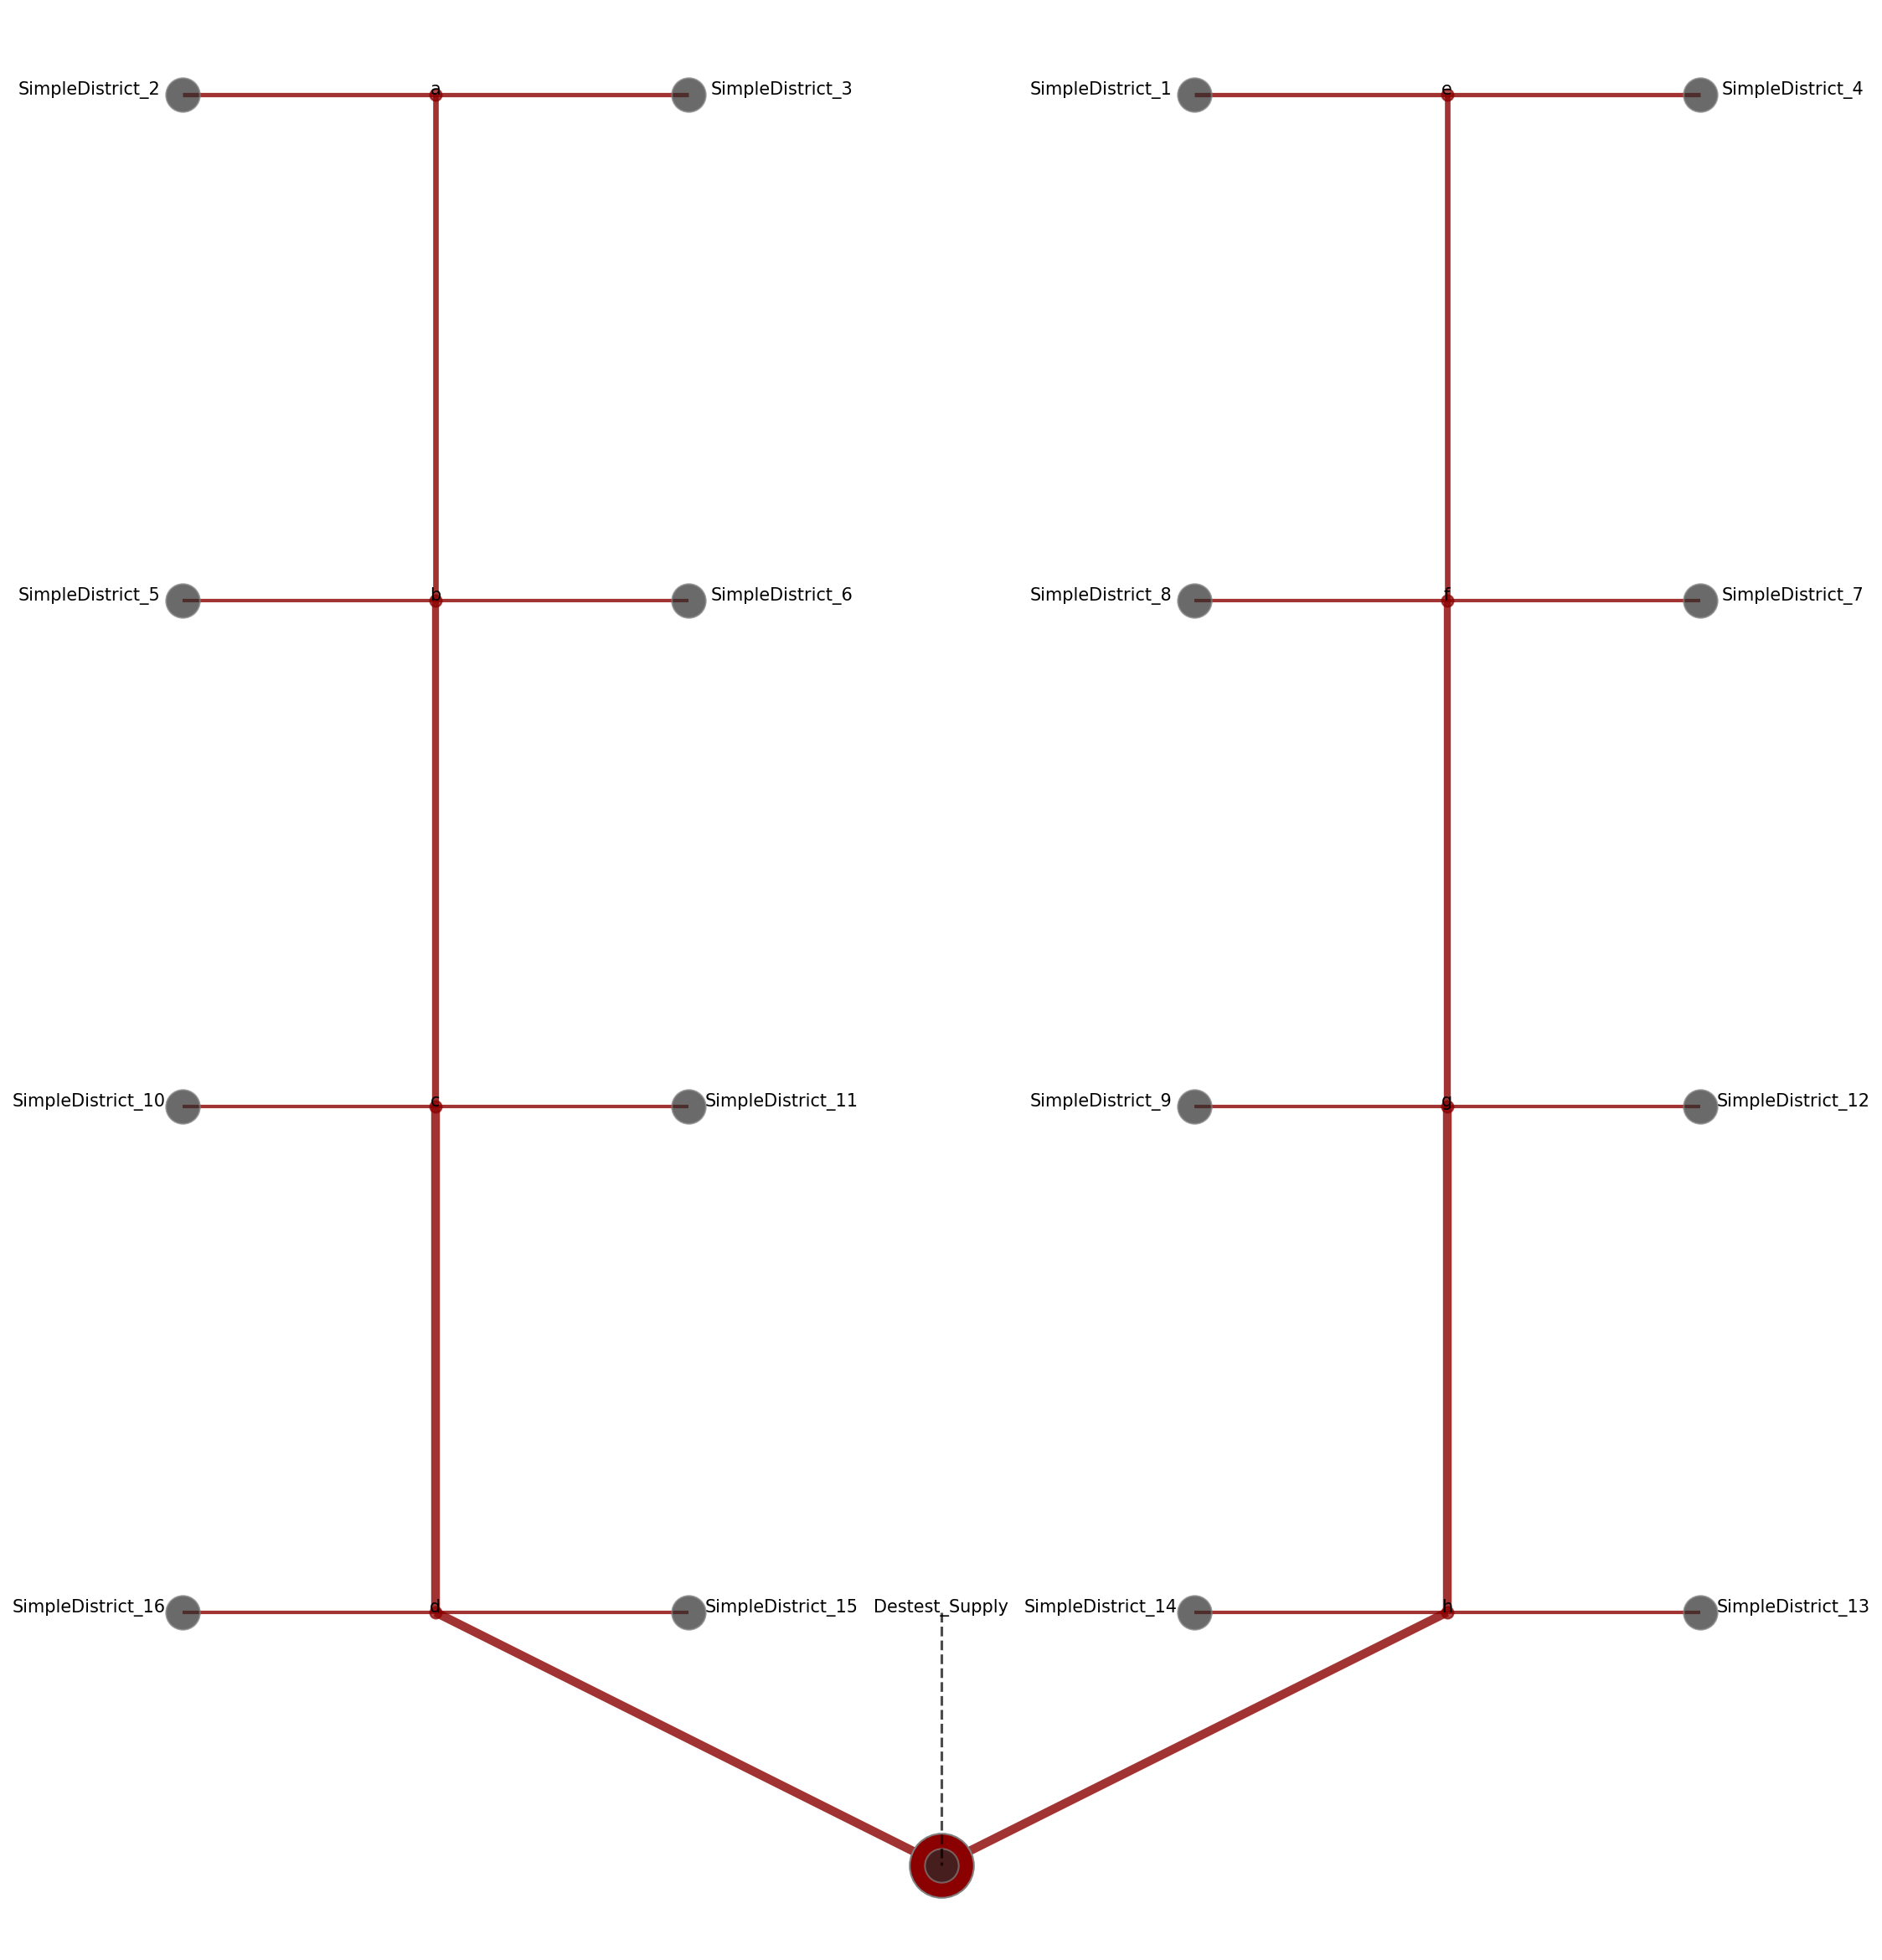 SimpleDistrict_2 a SimpleDistrict_3 SimpleDistrict_1 e SimpleDistrict_4
SimpleDistrict_5 b SimpleDistrict_6 SimpleDistrict_8 f SimpleDistrict_7
SimpleDistrict_10 c SimpleDistrict_11 SimpleDistrict_9 g SimpleDistrict_12
SimpleDistrict_16 d SimpleDistrict_15 Destest_Supply SimpleDistrict_14 h SimpleDistrict_13